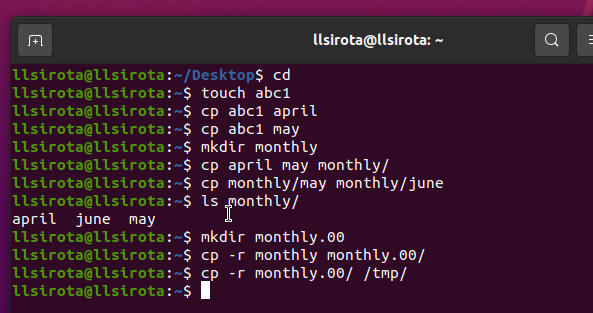 llsirota@llsirota: ~
llsirota@llsirota:~/Desktop$ cd
llsirota@llsirota:~$ touch abc1
llsirota@llsirota:~$ cp abc1 april
llsirota@llsirota:~$ cp abc1 may
llsirota@llsirota:~$ mkdir monthly
llsirota@llsirota:~$ cp april may monthly/
llsirota@llsirota:~$ cp monthly/may monthly/june
llsirota@llsirota:~$ ls monthly/
april  june  may
llsirota@llsirota:~$ mkdir monthly.00
llsirota@llsirota:~$ cp -r monthly monthly.00/
llsirota@llsirota:~$ cp -r monthly.00/ /tmp/
llsirota@llsirota:~$